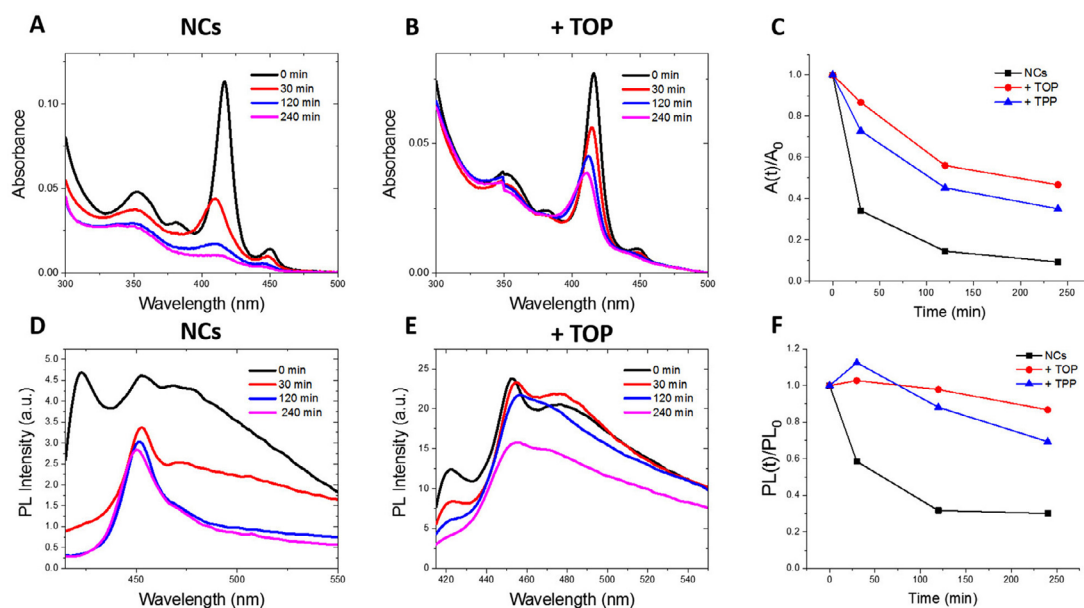 A NCs
0 min
30 min
120 min
240 min
0.10
0.05
0.00
Absorbance
300 350 400 450 500
Wavelength (nm)
B + TOP
0 min
30 min
120 min
240 min
0.05
0.00
Absorbance
300 350 400 450 500
Wavelength (nm)
C
NCs
+ TOP
+ TPP
1.0
0.8
0.6
0.4
0.2
0.0
A(t)/A0
0 50 100 150 200 250
Time (min)
D NCs
0 min
30 min
120 min
240 min
5.0
4.5
4.0
3.5
3.0
2.5
2.0
1.5
1.0
0.5
0.0
PL Intensity (a.u.)
450 500 550
Wavelength (nm)
E + TOP
0 min
30 min
120 min
240 min
25
20
15
10
5
0
PL Intensity (a.u.)
420 440 460 480 500 520 540
Wavelength (nm)
F
NCs
+ TOP
+ TPP
1.2
1.0
0.8
0.6
0.4
0.2
0.0
PL(t)/PL0
0 50 100 150 200 250
Time (min)